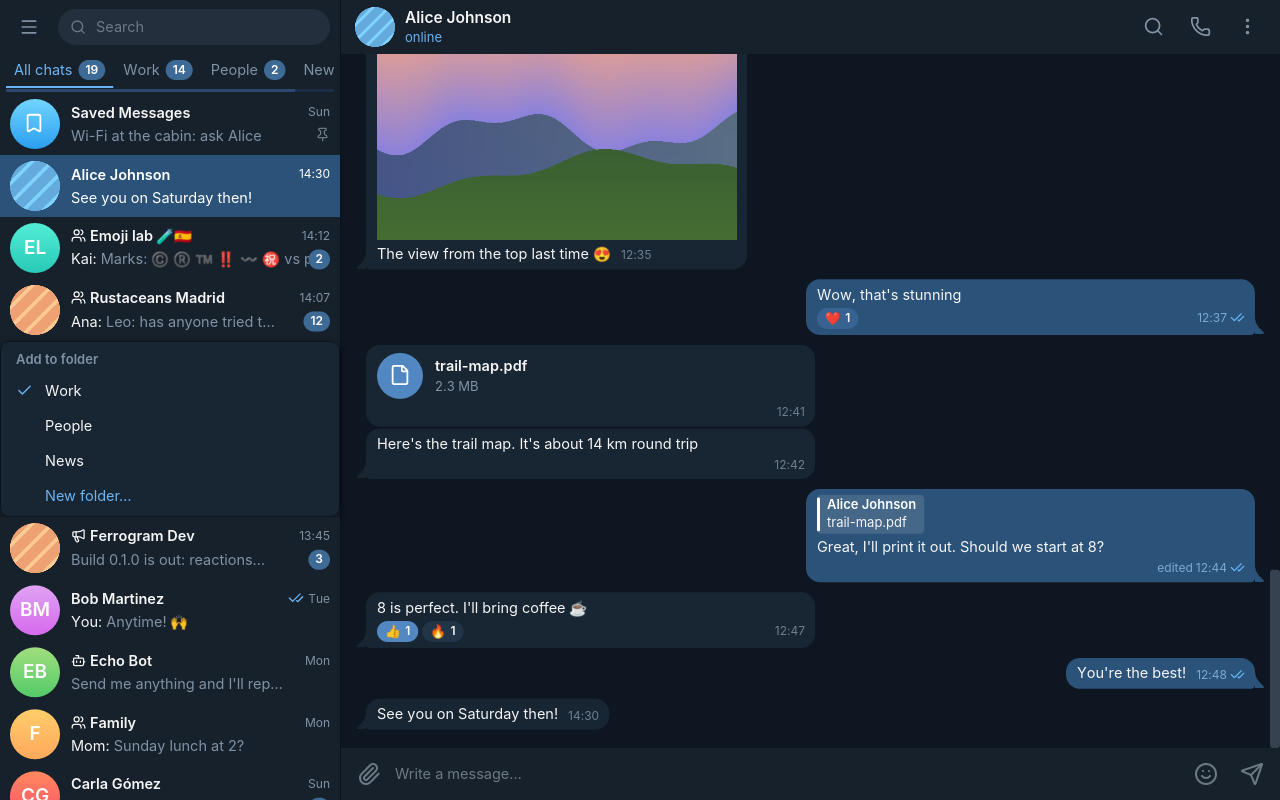 Search
All chats 19 Work 14 People 2 New
Saved Messages Sun
Wi-Fi at the cabin: ask Alice
Alice Johnson 14:30
See you on Saturday then!
EL Emoji lab 🧪🇪🇸 14:12
Kai: Marks: © ® ™ ‼️ 〰️ ㊗️ vs 2
Rustaceans Madrid 14:07
Ana: Leo: has anyone tried t... 12
Add to folder
Work
People
News
New folder...
Ferrogram Dev 13:45
Build 0.1.0 is out: reactions... 3
BM Bob Martinez Tue
You: Anytime! 🙌
EB Echo Bot Mon
Send me anything and I'll rep...
F Family Mon
Mom: Sunday lunch at 2?
CG Carla Gómez Sun
Alice Johnson
online
The view from the top last time 😍 12:35
Wow, that's stunning
❤️ 1 12:37
trail-map.pdf
2.3 MB
12:41
Here's the trail map. It's about 14 km round trip
12:42
Alice Johnson
trail-map.pdf
Great, I'll print it out. Should we start at 8?
edited 12:44
8 is perfect. I'll bring coffee ☕
👍 1 🔥 1 12:47
You're the best! 12:48
See you on Saturday then! 14:30
Write a message...